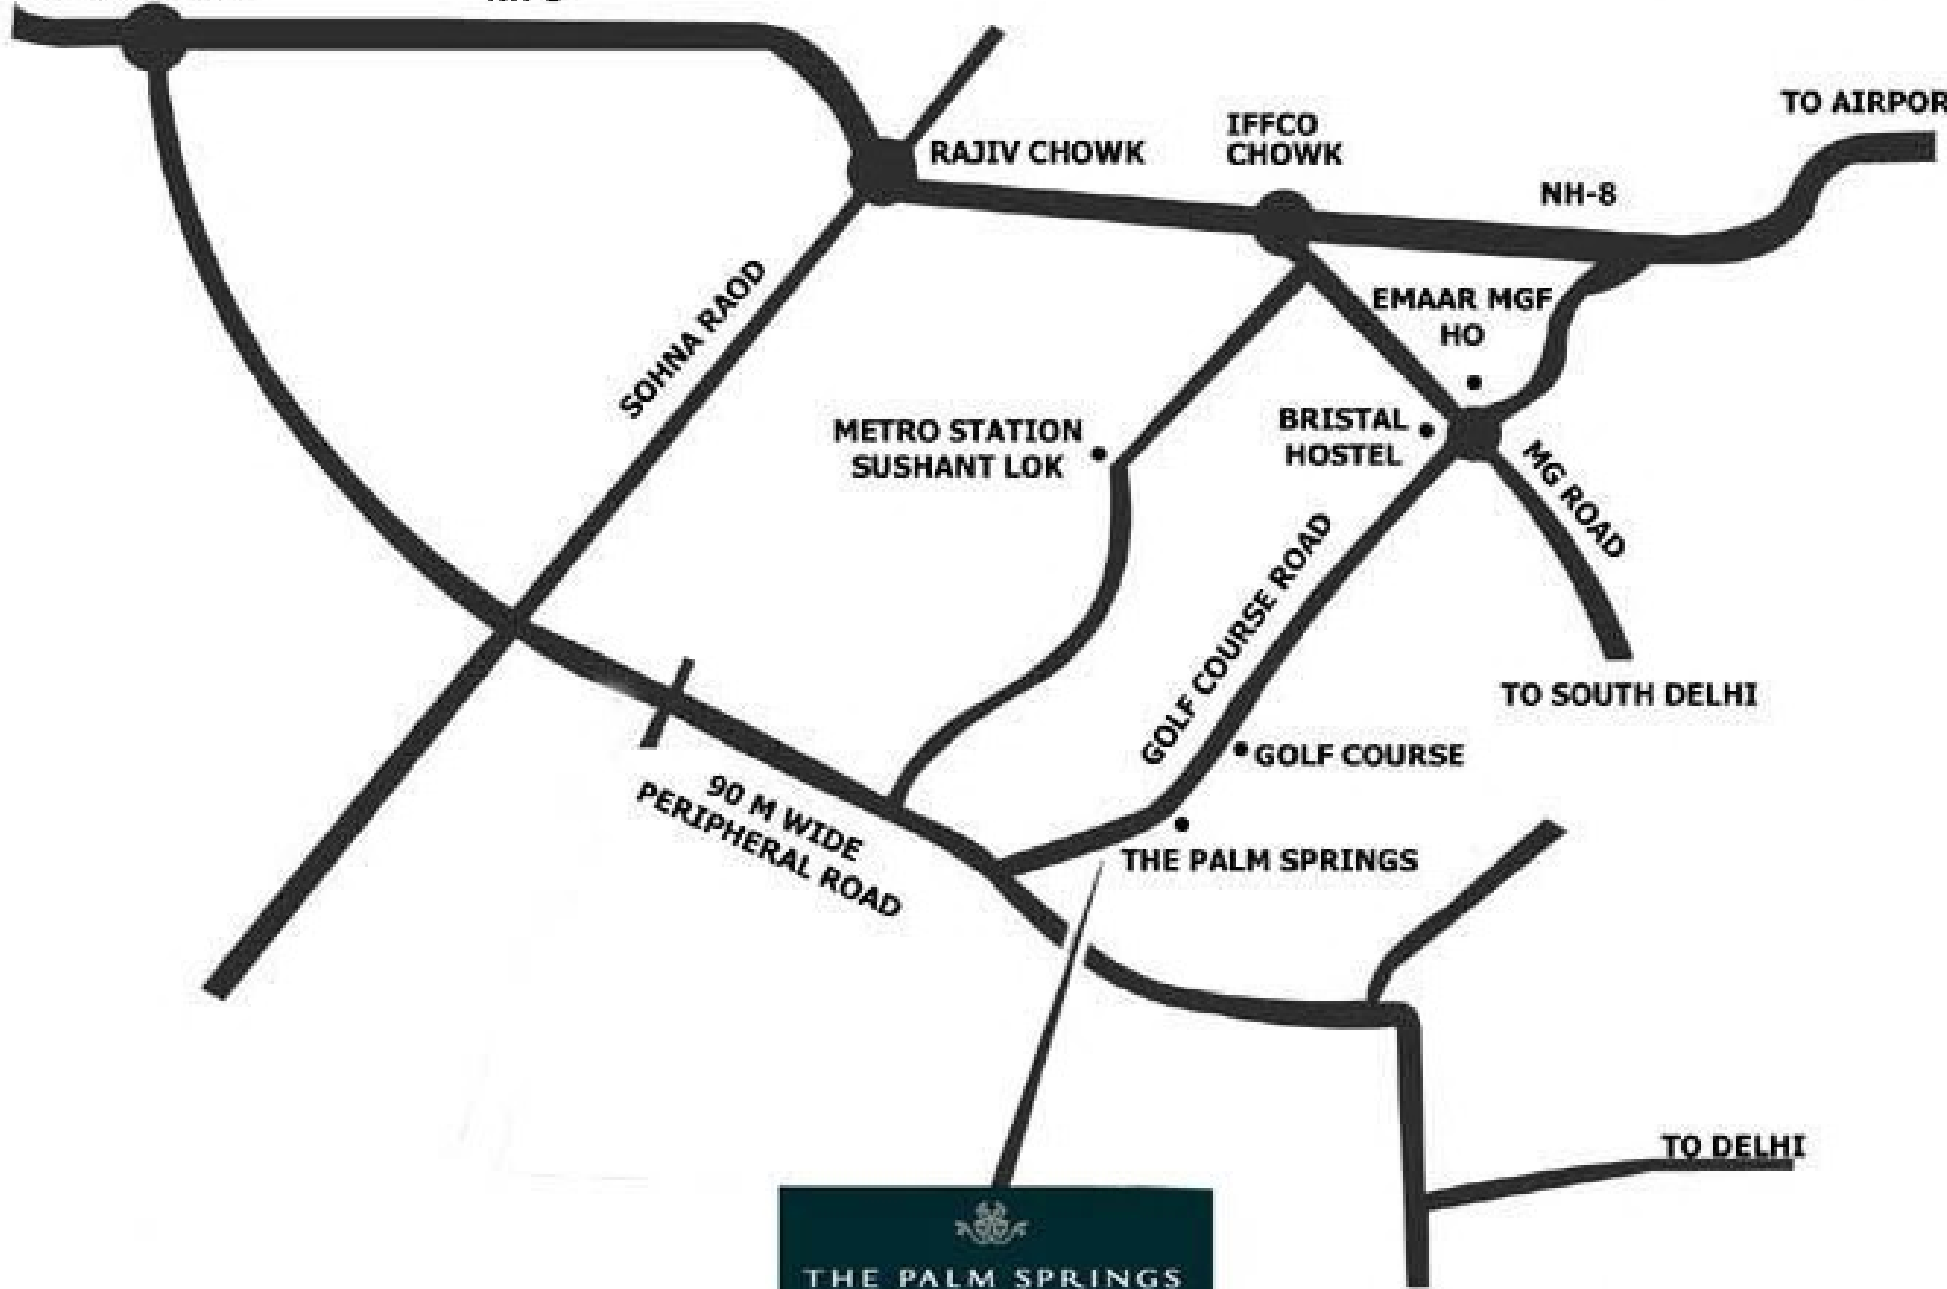 RAJIV CHOWK
IFFCO
CHOWK
TO AIRPOR
NH-8
SOHNA RAOD
EMAAR MGF
HO
METRO STATION
SUSHANT LOK
BRISTAL
HOSTEL
MG ROAD
GOLF COURSE ROAD
TO SOUTH DELHI
GOLF COURSE
90 M WIDE
PERIPHERAL ROAD
THE PALM SPRINGS
TO DELHI
THE PALM SPRINGS